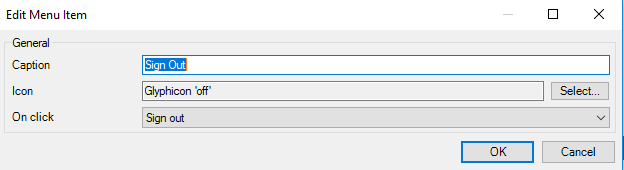 Edit Menu Item
General
Caption Sign Out
Icon Glyphicon 'off' Select...
On click Sign out
OK Cancel